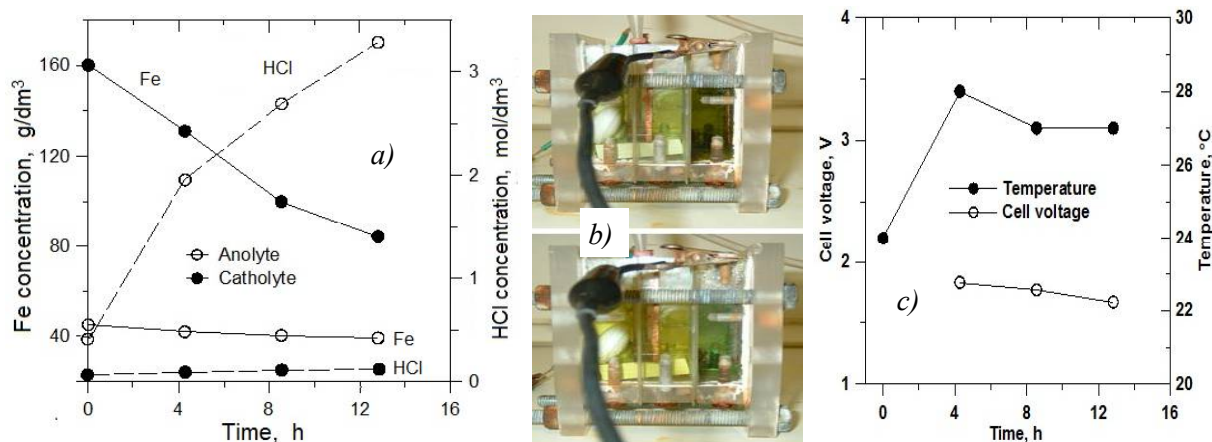 Fe concentration, g/dm3
160
120
80
40
0
4
8
12
16
Time, h
HCl concentration, mol/dm3
3
2
1
0
Fe
HCl
a)
Anolyte
Catholyte
Fe
HCl
b)
Cell voltage, V
4
3
2
1
0
4
8
12
16
Time, h
Temperature, °C
30
28
26
24
22
20
Temperature
Cell voltage
c)